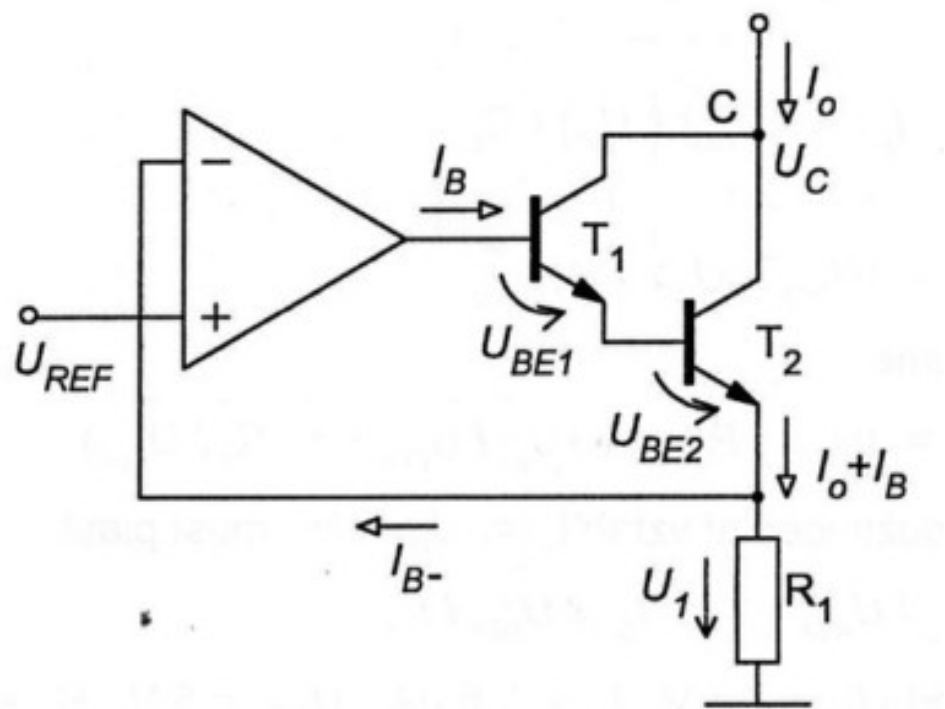 I_o
C
U_C
−
I_B
T_1
+
U_REF
U_BE1
T_2
U_BE2
I_o+I_B
I_B-
U_1
R_1